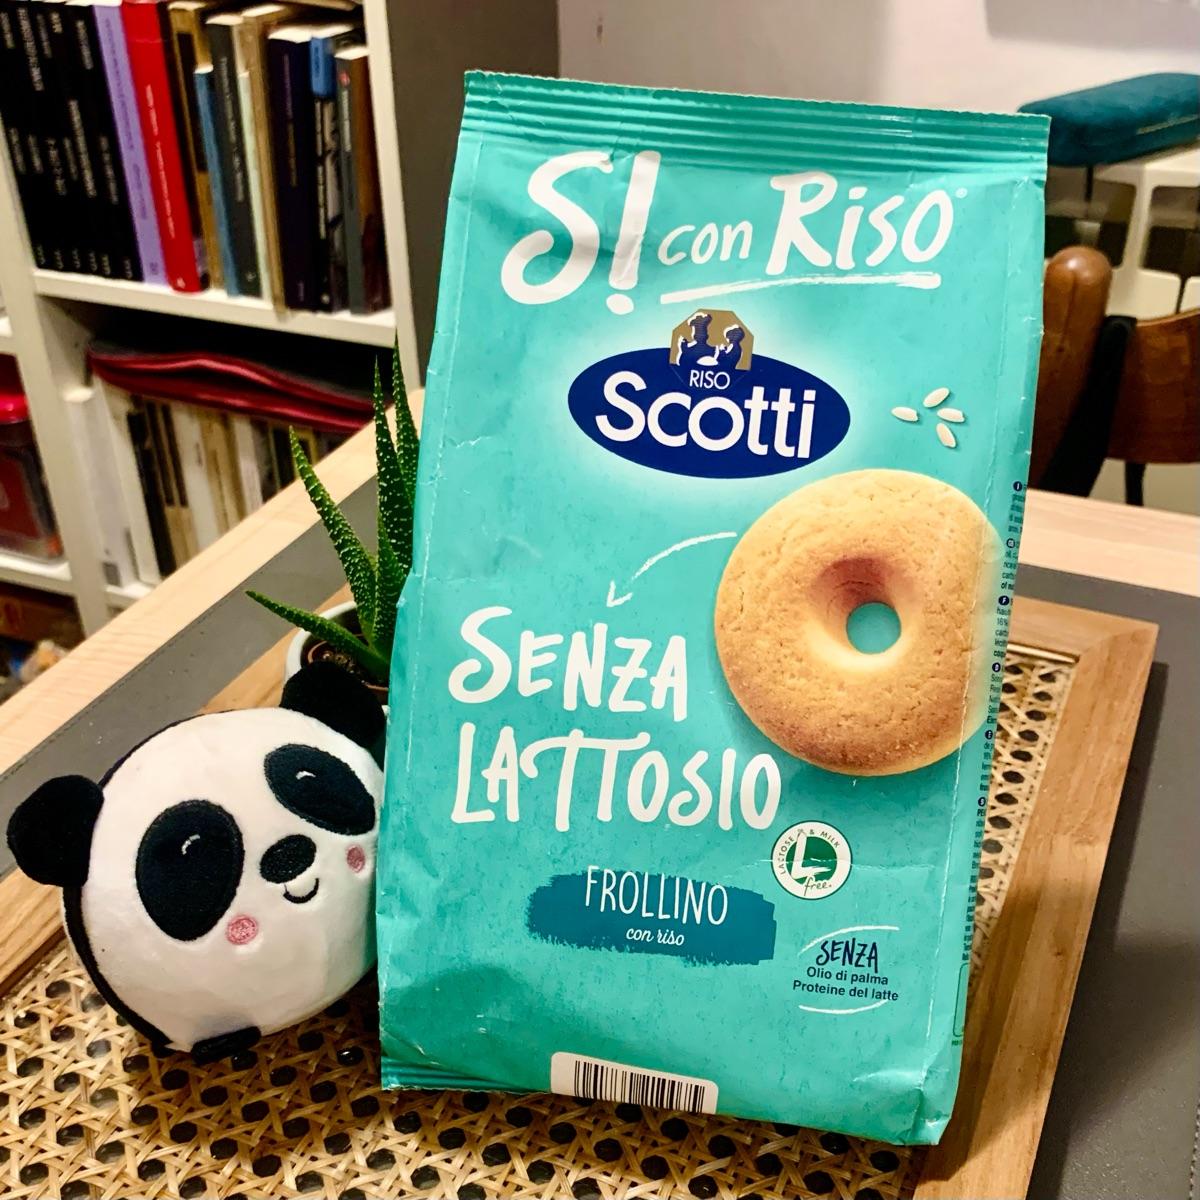 S! con Riso
RISO
Scotti
SENZA
LATTOSIO
LACTOSE & MILK
free.
FROLLINO
con riso
SENZA
Olio di palma
Proteine del latte